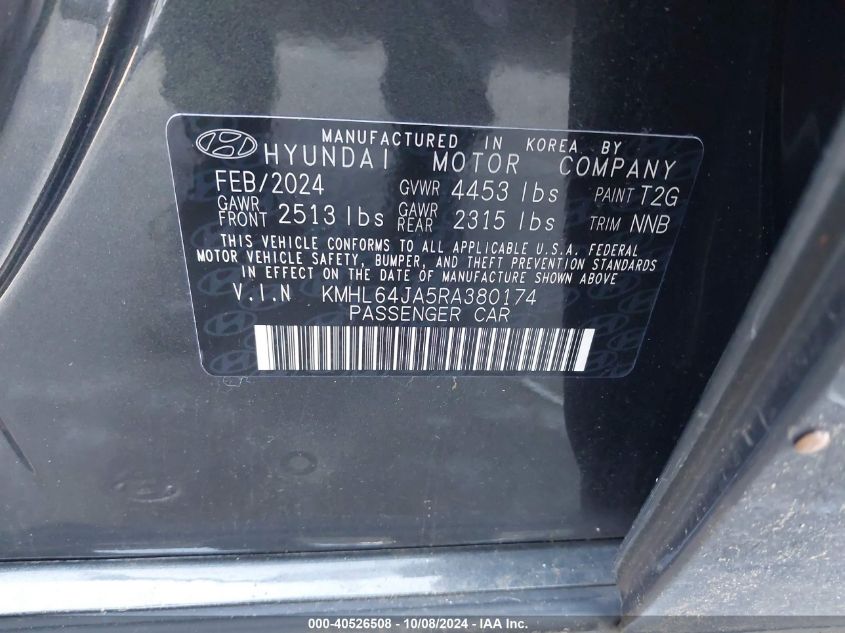 MANUFACTURED IN KOREA BY
HYUNDAI MOTOR COMPANY
FEB/2024 GVWR 4453 lbs PAINT T2G
GAWR FRONT 2513 lbs GAWR REAR 2315 lbs TRIM NNB
THIS VEHICLE CONFORMS TO ALL APPLICABLE U.S.A. FEDERAL
MOTOR VEHICLE SAFETY, BUMPER, AND THEFT PREVENTION STANDARDS
IN EFFECT ON THE DATE OF MANUFACTURE SHOWN ABOVE
V.I.N KMHL64JA5RA380174
PASSENGER CAR
000-40526508 - 10/08/2024 - IAA Inc.